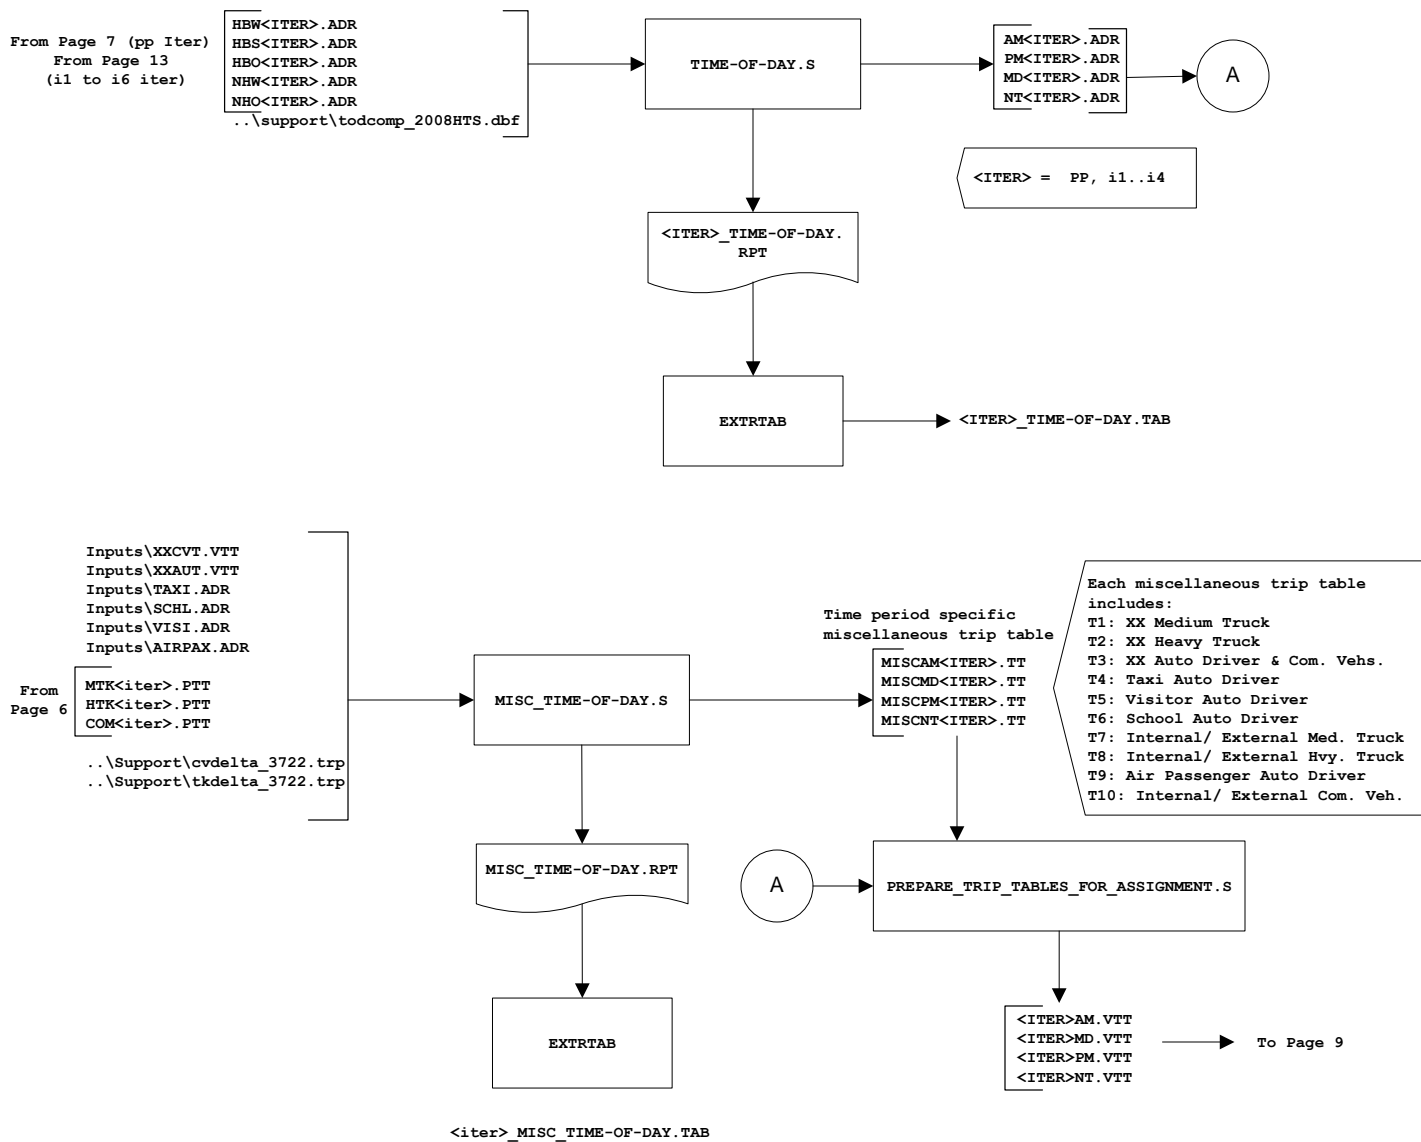 From Page 7 (pp Iter)
From Page 13
(i1 to i6 iter)
HBW<ITER>.ADR
HBS<ITER>.ADR
HBO<ITER>.ADR
NHW<ITER>.ADR
NHO<ITER>.ADR
..\support\todcomp_2008HTS.dbf
TIME-OF-DAY.S
AM<ITER>.ADR
PM<ITER>.ADR
MD<ITER>.ADR
NT<ITER>.ADR
A
<ITER> =  PP, i1..i4
<ITER>_TIME-OF-DAY.
RPT
EXTRTAB
<ITER>_TIME-OF-DAY.TAB
Inputs\XXCVT.VTT
Inputs\XXAUT.VTT
Inputs\TAXI.ADR
Inputs\SCHL.ADR
Inputs\VISI.ADR
Inputs\AIRPAX.ADR
From
Page 6
MTK<iter>.PTT
HTK<iter>.PTT
COM<iter>.PTT
..\Support\cvdelta_3722.trp
..\Support\tkdelta_3722.trp
MISC_TIME-OF-DAY.S
Time period specific
miscellaneous trip table
MISCAM<ITER>.TT
MISCMD<ITER>.TT
MISCPM<ITER>.TT
MISCNT<ITER>.TT
Each miscellaneous trip table
includes:
T1: XX Medium Truck
T2: XX Heavy Truck
T3: XX Auto Driver & Com. Vehs.
T4: Taxi Auto Driver
T5: Visitor Auto Driver
T6: School Auto Driver
T7: Internal/ External Med. Truck
T8: Internal/ External Hvy. Truck
T9: Air Passenger Auto Driver
T10: Internal/ External Com. Veh.
MISC_TIME-OF-DAY.RPT
A
PREPARE_TRIP_TABLES_FOR_ASSIGNMENT.S
EXTRTAB
<ITER>AM.VTT
<ITER>MD.VTT
<ITER>PM.VTT
<ITER>NT.VTT
To Page 9
<iter>_MISC_TIME-OF-DAY.TAB